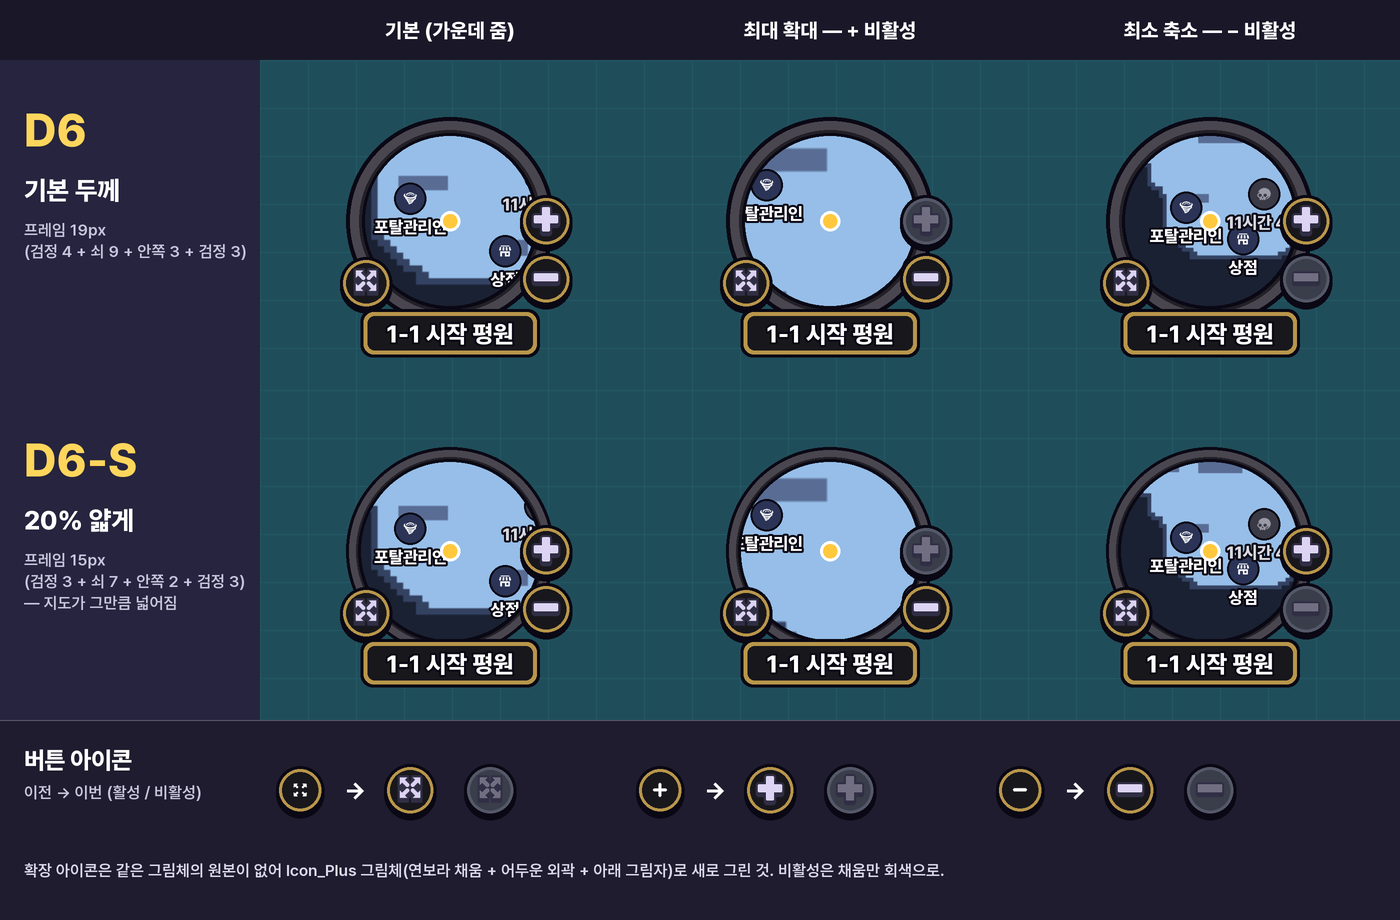 기본 (가운데 줌)
최대 확대 — + 비활성
최소 축소 — – 비활성
D6
기본 두께
프레임 19px
(검정 4 + 쇠 9 + 안쪽 3 + 검정 3)
포탈관리인
11시
상점
1-1 시작 평원
탈관리인
1-1 시작 평원
포탈관리인
11시간
상점
1-1 시작 평원
D6-S
20% 얇게
프레임 15px
(검정 3 + 쇠 7 + 안쪽 2 + 검정 3)
— 지도가 그만큼 넓어짐
포탈관리인
11시
상점
1-1 시작 평원
포탈관리인
1-1 시작 평원
포탈관리인
11시간
상점
1-1 시작 평원
버튼 아이콘
이전 → 이번 (활성 / 비활성)
확장 아이콘은 같은 그림체의 원본이 없어 Icon_Plus 그림체(연보라 채움 + 어두운 외곽 + 아래 그림자)로 새로 그린 것. 비활성은 채움만 회색으로.